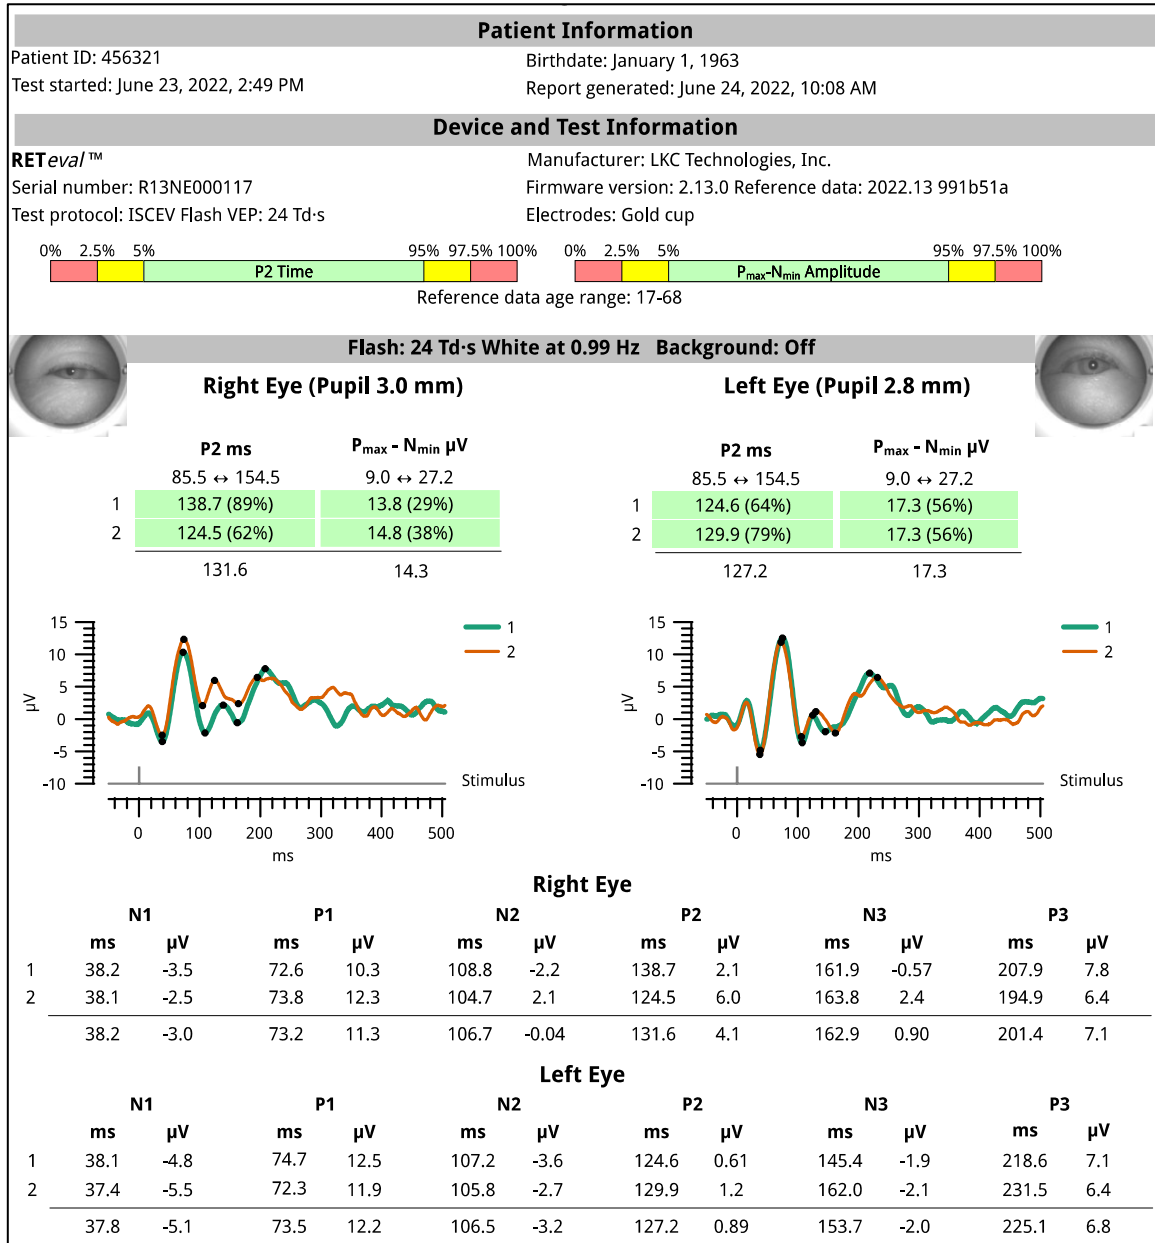 Patient Information
Patient ID: 456321 Birthdate: January 1, 1963
Test started: June 23, 2022, 2:49 PM Report generated: June 24, 2022, 10:08 AM
Device and Test Information
RETeval™ Manufacturer: LKC Technologies, Inc.
Serial number: R13NE000117 Firmware version: 2.13.0 Reference data: 2022.13 991b51a
Test protocol: ISCEV Flash VEP: 24 Td·s Electrodes: Gold cup
0% 2.5% 5% 95% 97.5% 100% 0% 2.5% 5% 95% 97.5% 100%
P2 Time Pmax-Nmin Amplitude
Reference data age range: 17-68
Flash: 24 Td·s White at 0.99 Hz Background: Off
Right Eye (Pupil 3.0 mm) Left Eye (Pupil 2.8 mm)
P2 ms Pmax - Nmin µV P2 ms Pmax - Nmin µV
85.5 ↔ 154.5 9.0 ↔ 27.2 85.5 ↔ 154.5 9.0 ↔ 27.2
1 138.7 (89%) 13.8 (29%) 1 124.6 (64%) 17.3 (56%)
2 124.5 (62%) 14.8 (38%) 2 129.9 (79%) 17.3 (56%)
131.6 14.3 127.2 17.3
15 1 15 1
10 2 10 2
5 5
µV 0 µV 0
-5 -5
-10 Stimulus -10 Stimulus
0 100 200 300 400 500 0 100 200 300 400 500
ms ms
Right Eye
N1 P1 N2 P2 N3 P3
ms µV ms µV ms µV ms µV ms µV ms µV
1 38.2 -3.5 72.6 10.3 108.8 -2.2 138.7 2.1 161.9 -0.57 207.9 7.8
2 38.1 -2.5 73.8 12.3 104.7 2.1 124.5 6.0 163.8 2.4 194.9 6.4
38.2 -3.0 73.2 11.3 106.7 -0.04 131.6 4.1 162.9 0.90 201.4 7.1
Left Eye
N1 P1 N2 P2 N3 P3
ms µV ms µV ms µV ms µV ms µV ms µV
1 38.1 -4.8 74.7 12.5 107.2 -3.6 124.6 0.61 145.4 -1.9 218.6 7.1
2 37.4 -5.5 72.3 11.9 105.8 -2.7 129.9 1.2 162.0 -2.1 231.5 6.4
37.8 -5.1 73.5 12.2 106.5 -3.2 127.2 0.89 153.7 -2.0 225.1 6.8